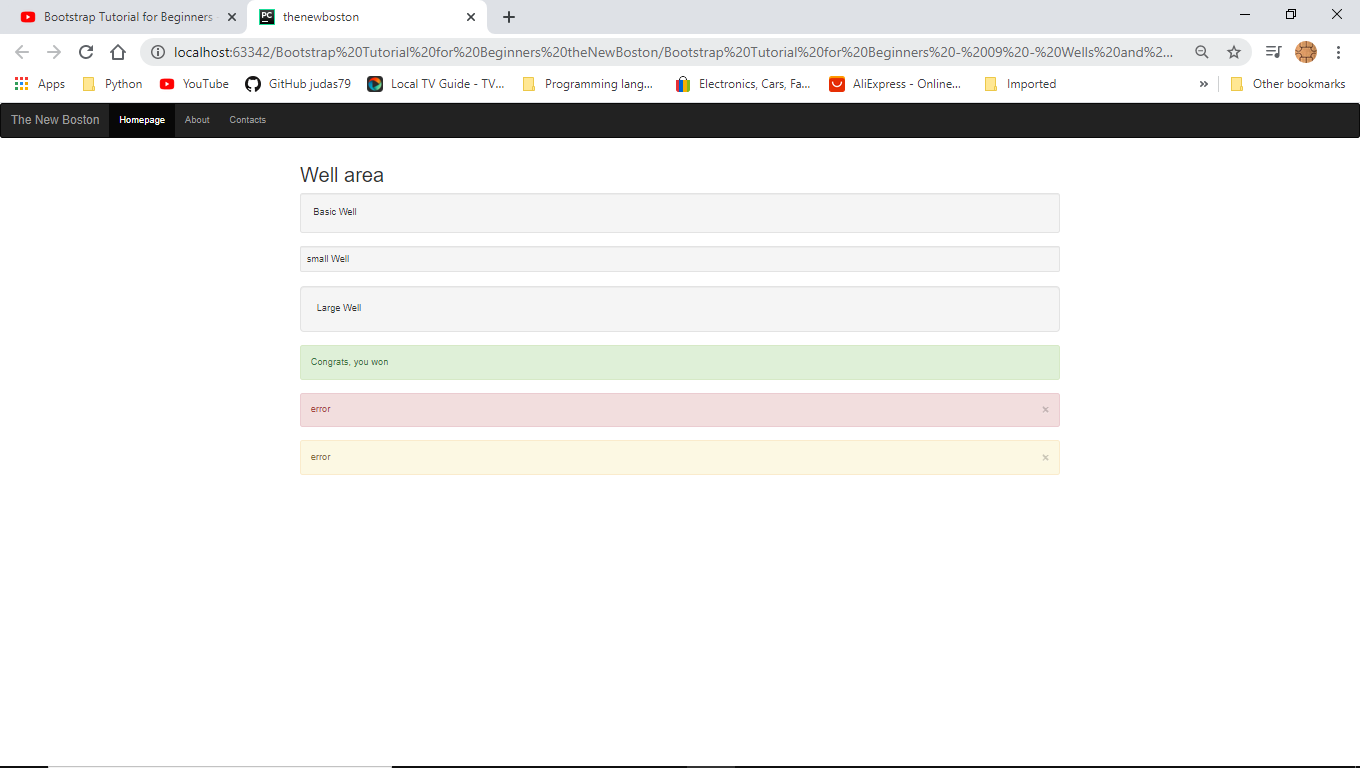 Bootstrap Tutorial for Beginners
PC thenewboston
localhost:63342/Bootstrap%20Tutorial%20for%20Beginners%20theNewBoston/Bootstrap%20Tutorial%20for%20Beginners%20-%2009%20-%20Wells%20and%2...
Apps Python YouTube GitHub judas79 Local TV Guide - TV... Programming lang... Electronics, Cars, Fa... AliExpress - Online... Imported » Other bookmarks
The New Boston Homepage About Contacts
Well area
Basic Well
small Well
Large Well
Congrats, you won
error ×
error ×